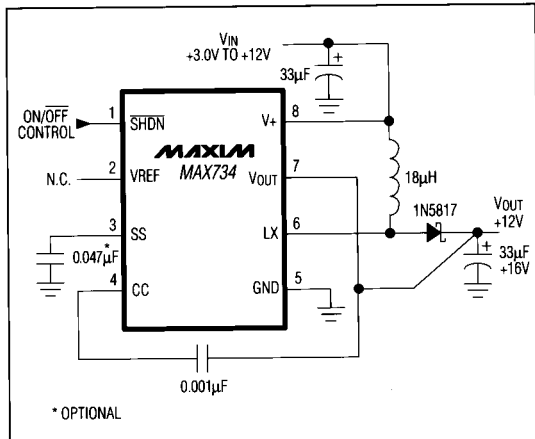 VIN
+3.0V TO +12V
+
33µF
ON/OFF
CONTROL
1
SHDN
V+
8
MAXIM
MAX734
2
N.C.
VREF
VOUT
7
18µH
1N5817
VOUT
+12V
3
SS
LX
6
*
0.047µF
+
33µF
+16V
4
CC
GND
5
0.001µF
* OPTIONAL